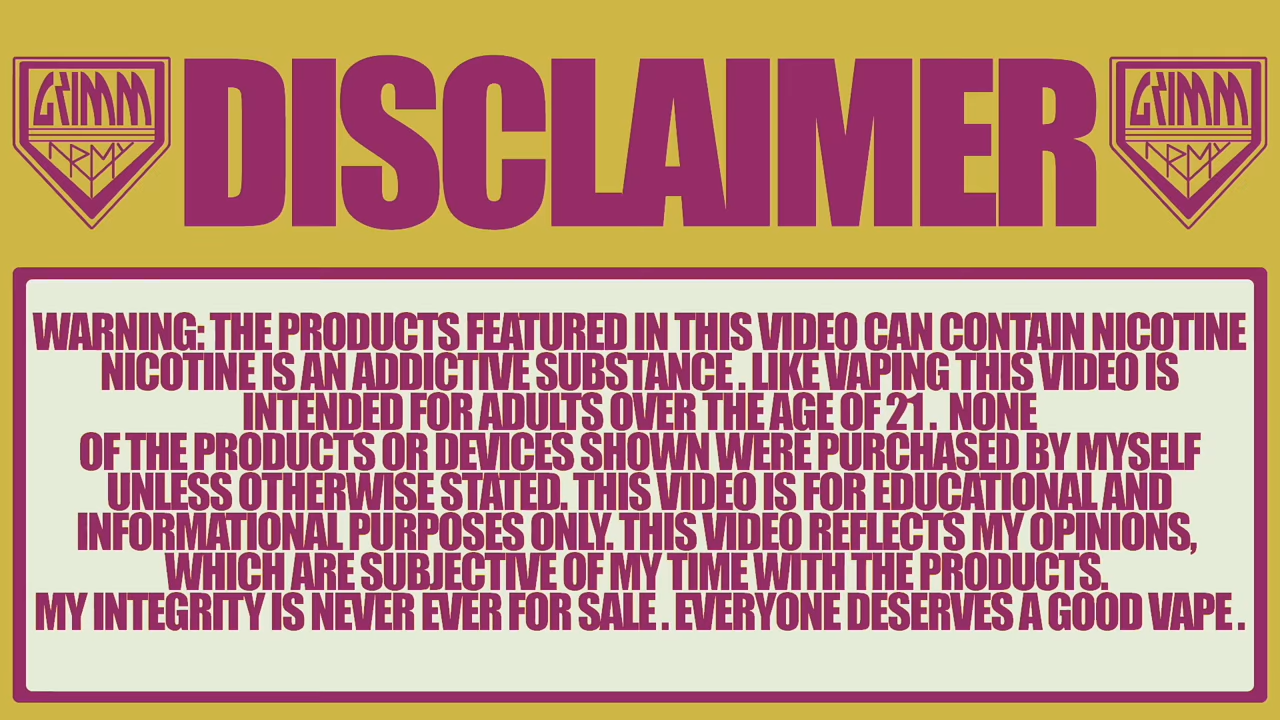 GRIMM
ARMY
DISCLAIMER
GRIMM
ARMY
WARNING: THE PRODUCTS FEATURED IN THIS VIDEO CAN CONTAIN NICOTINE
NICOTINE IS AN ADDICTIVE SUBSTANCE . LIKE VAPING THIS VIDEO IS
INTENDED FOR ADULTS OVER THE AGE OF 21 . NONE
OF THE PRODUCTS OR DEVICES SHOWN WERE PURCHASED BY MYSELF
UNLESS OTHERWISE STATED. THIS VIDEO IS FOR EDUCATIONAL AND
INFORMATIONAL PURPOSES ONLY. THIS VIDEO REFLECTS MY OPINIONS,
WHICH ARE SUBJECTIVE OF MY TIME WITH THE PRODUCTS.
MY INTEGRITY IS NEVER EVER FOR SALE . EVERYONE DESERVES A GOOD VAPE .